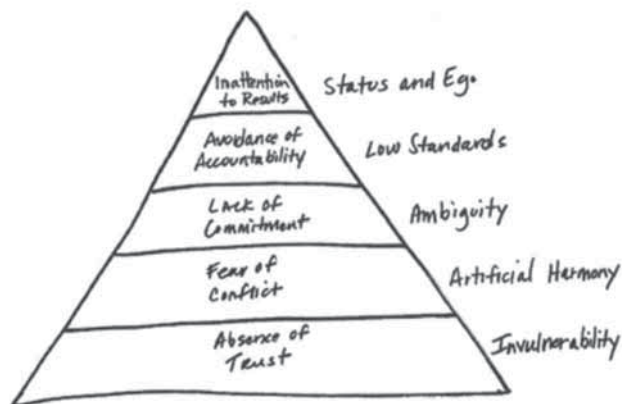 Inattention
to Results
Status and Ego
Avoidance of
Accountability
Low Standards
Lack of
Commitment
Ambiguity
Fear of
Conflict
Artificial Harmony
Absence of
Trust
Invulnerability